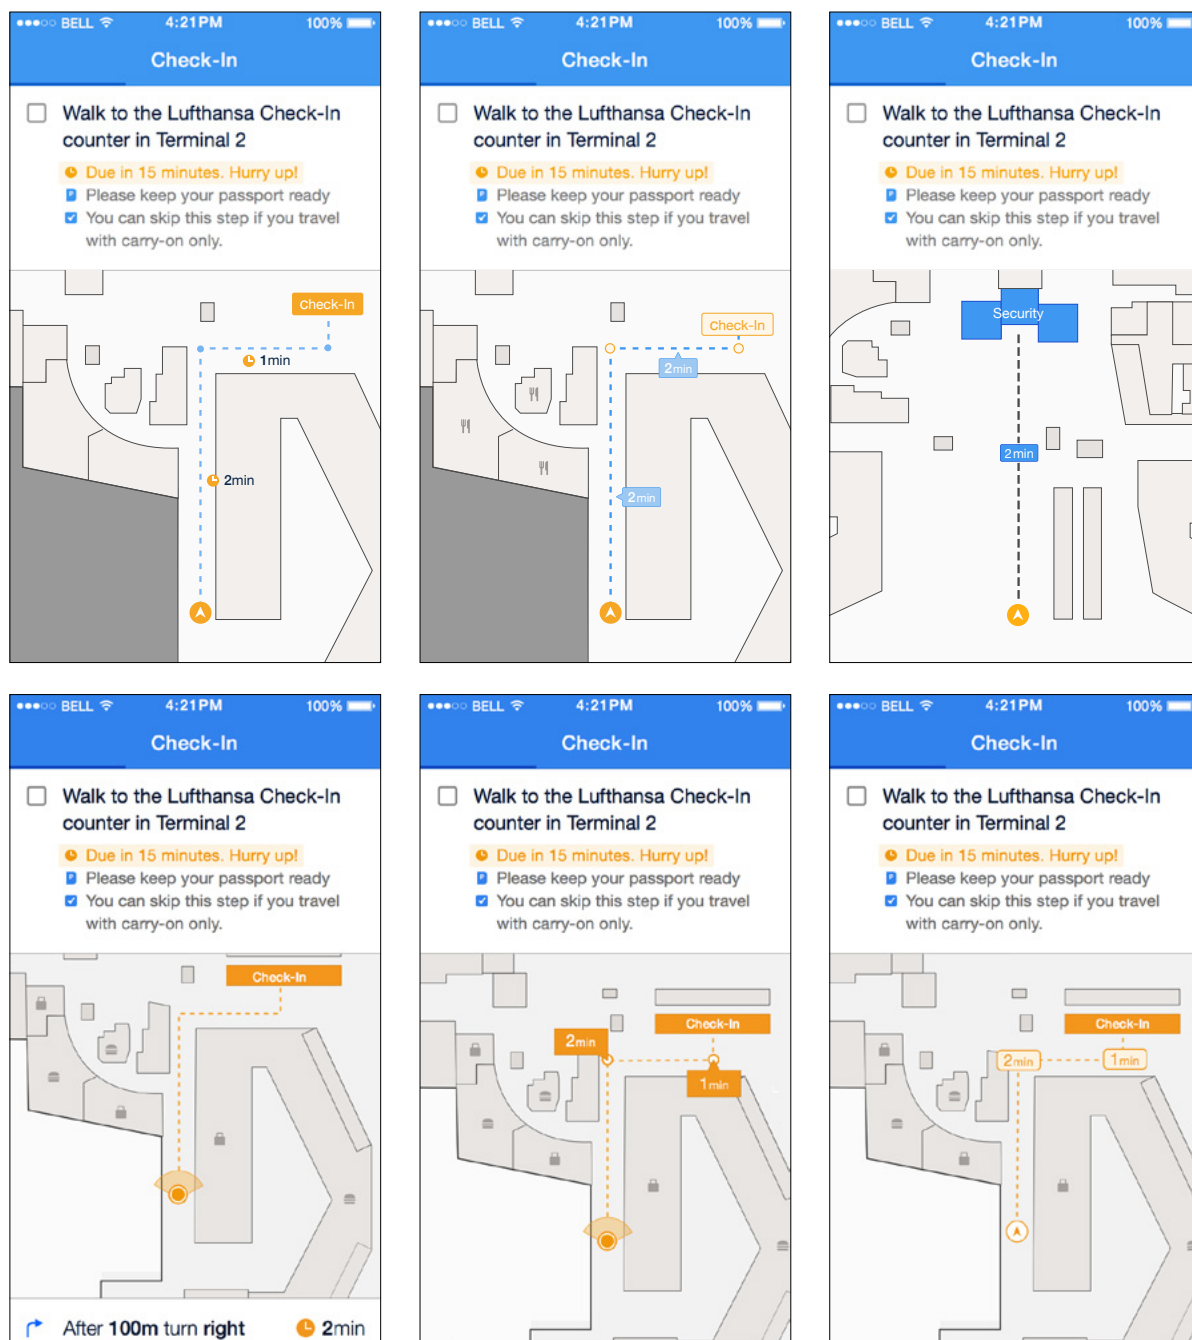 BELL 4:21PM 100%
Check-In
Walk to the Lufthansa Check-In
counter in Terminal 2
Due in 15 minutes. Hurry up!
Please keep your passport ready
You can skip this step if you travel
with carry-on only.
Check-In
1min
2min
BELL 4:21PM 100%
Check-In
Walk to the Lufthansa Check-In
counter in Terminal 2
Due in 15 minutes. Hurry up!
Please keep your passport ready
You can skip this step if you travel
with carry-on only.
Check-In
2min
2min
BELL 4:21PM 100%
Check-In
Walk to the Lufthansa Check-In
counter in Terminal 2
Due in 15 minutes. Hurry up!
Please keep your passport ready
You can skip this step if you travel
with carry-on only.
Security
2min
BELL 4:21PM 100%
Check-In
Walk to the Lufthansa Check-In
counter in Terminal 2
Due in 15 minutes. Hurry up!
Please keep your passport ready
You can skip this step if you travel
with carry-on only.
Check-In
After 100m turn right 2min
BELL 4:21PM 100%
Check-In
Walk to the Lufthansa Check-In
counter in Terminal 2
Due in 15 minutes. Hurry up!
Please keep your passport ready
You can skip this step if you travel
with carry-on only.
Check-In
2min
1min
BELL 4:21PM 100%
Check-In
Walk to the Lufthansa Check-In
counter in Terminal 2
Due in 15 minutes. Hurry up!
Please keep your passport ready
You can skip this step if you travel
with carry-on only.
Check-In
2min 1min